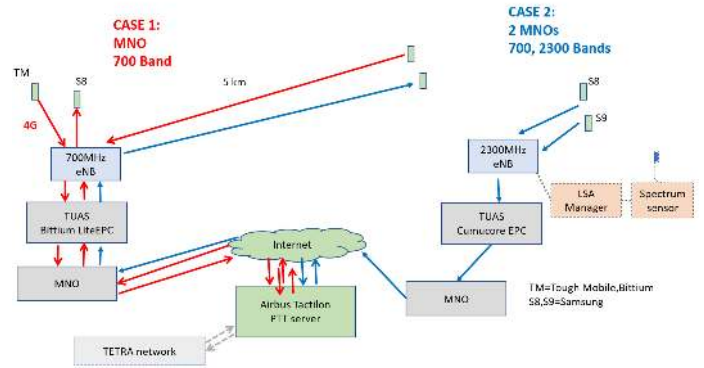 CASE 1:
MNO
700 Band
CASE 2:
2 MNOs
700, 2300 Bands
TM
S8
5 km
4G
S8
S9
700MHz
eNB
2300MHz
eNB
LSA
Manager
Spectrum
sensor
TUAS
Bittium LiteEPC
TUAS
Cumucore EPC
Internet
MNO
Airbus Tactilon
PTT server
MNO
TM=Tough Mobile,Bittium
S8,S9=Samsung
TETRA network